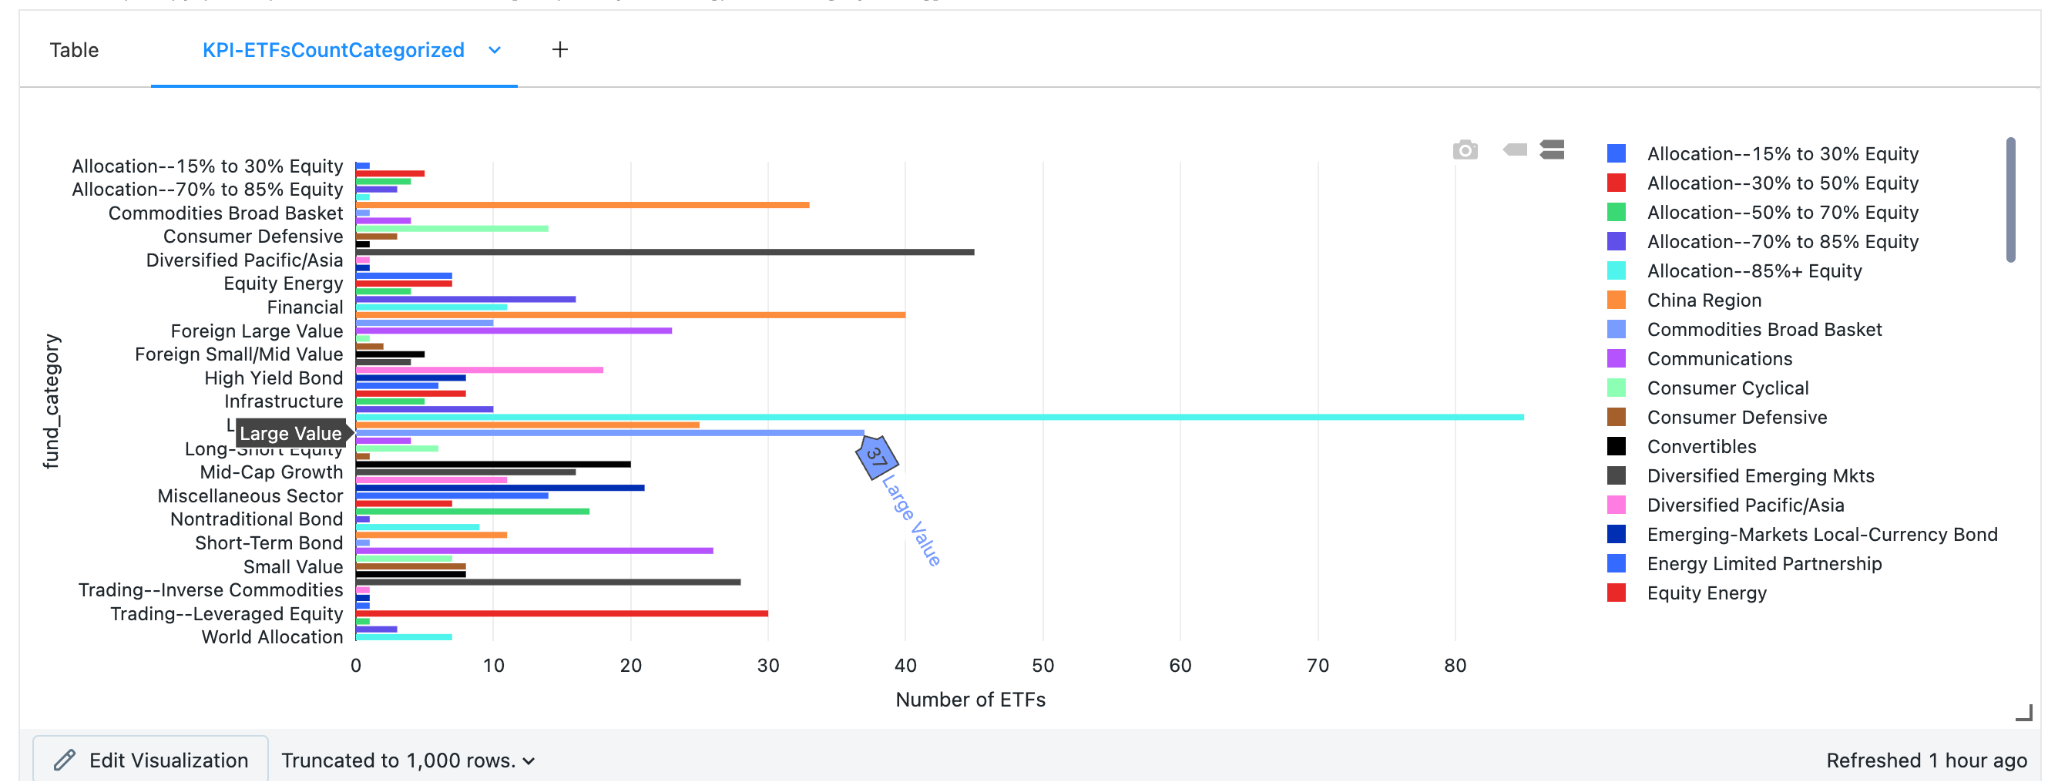 Table
KPI-ETFsCountCategorized
+
Allocation--15% to 30% Equity
Allocation--70% to 85% Equity
Commodities Broad Basket
Consumer Defensive
Diversified Pacific/Asia
Equity Energy
Financial
Foreign Large Value
Foreign Small/Mid Value
High Yield Bond
Infrastructure
L
Large Value
Long-Short Equity
Mid-Cap Growth
Miscellaneous Sector
Nontraditional Bond
Short-Term Bond
Small Value
Trading--Inverse Commodities
Trading--Leveraged Equity
World Allocation
fund_category
37
Large Value
0 10 20 30 40 50 60 70 80
Number of ETFs
Allocation--15% to 30% Equity
Allocation--30% to 50% Equity
Allocation--50% to 70% Equity
Allocation--70% to 85% Equity
Allocation--85%+ Equity
China Region
Commodities Broad Basket
Communications
Consumer Cyclical
Consumer Defensive
Convertibles
Diversified Emerging Mkts
Diversified Pacific/Asia
Emerging-Markets Local-Currency Bond
Energy Limited Partnership
Equity Energy
Edit Visualization
Truncated to 1,000 rows.
Refreshed 1 hour ago